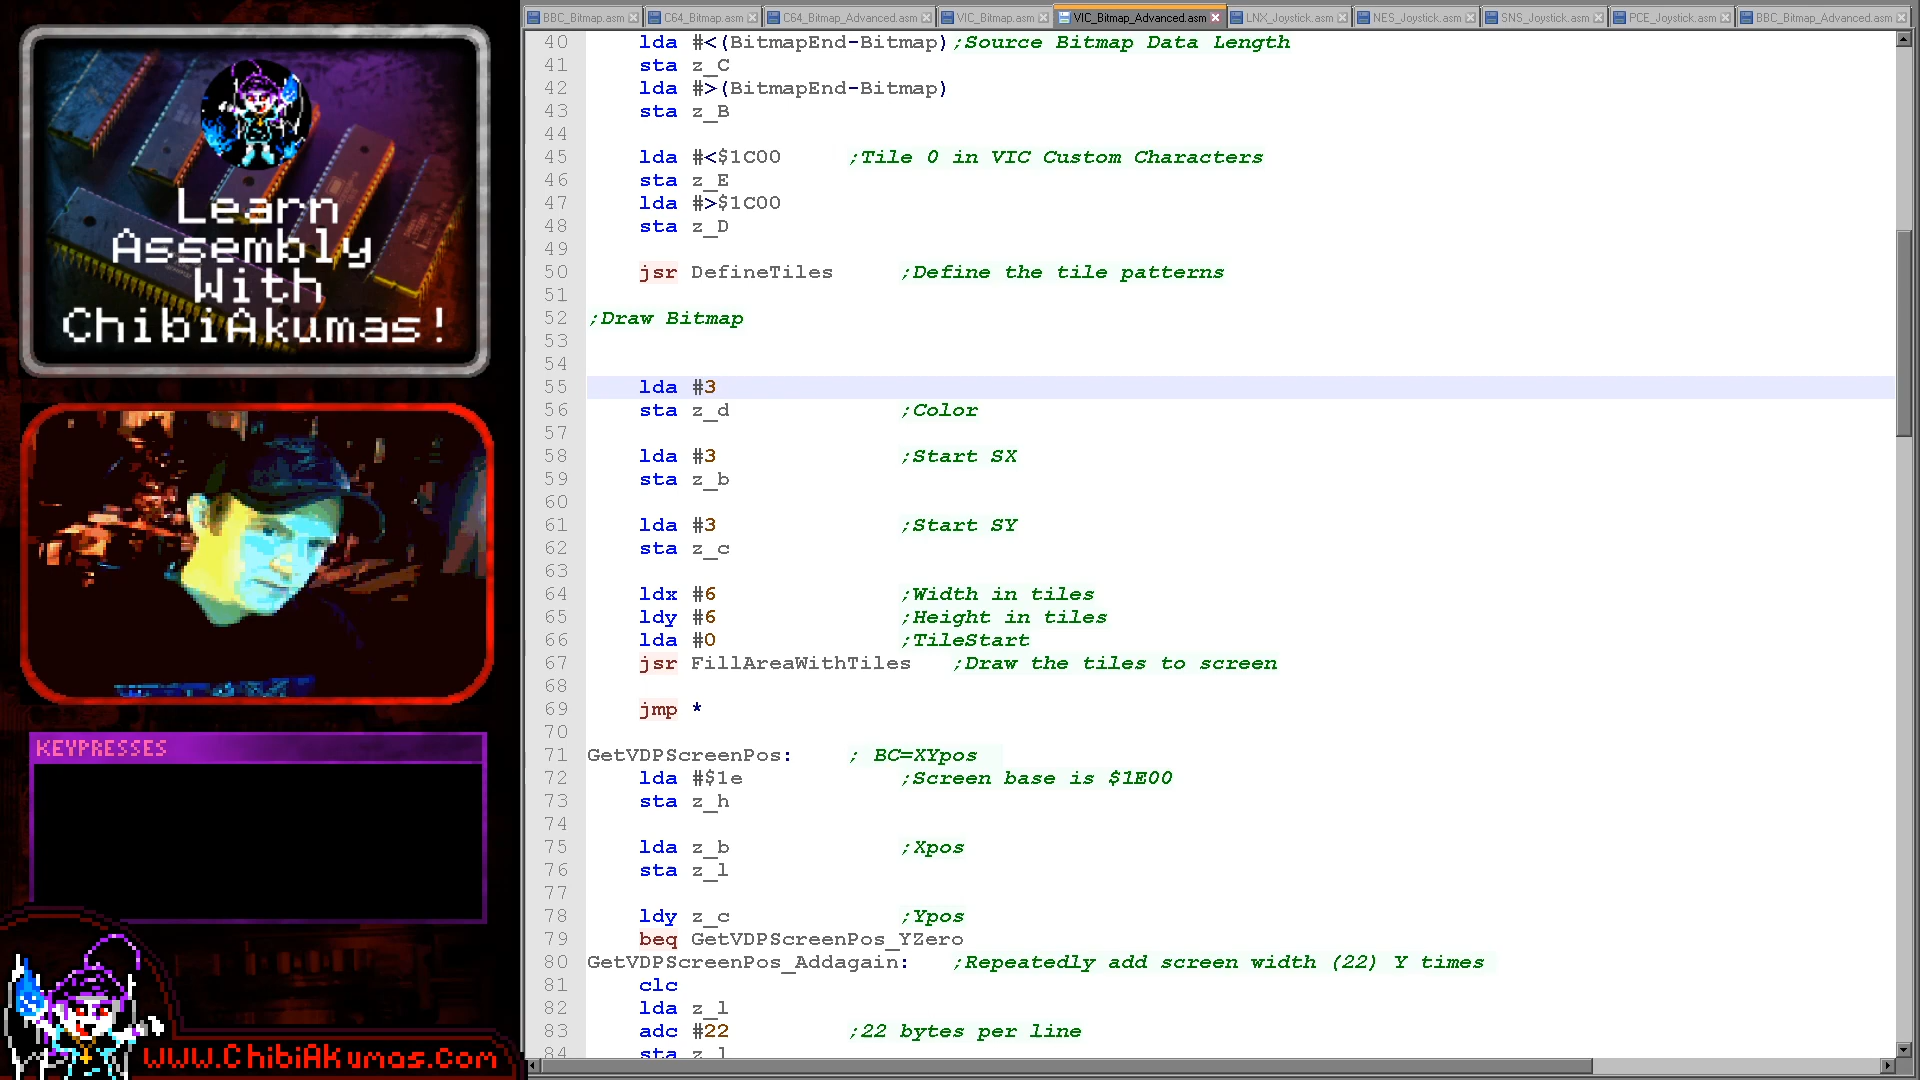 Learn
Assembly
With
ChibiAkumas!
KEYPRESSES
www.ChibiAkumas.com
BBC_Bitmap.asm C64_Bitmap.asm C64_Bitmap_Advanced.asm VIC_Bitmap.asm VIC_Bitmap_Advanced.asm LNX_Joystick.asm NES_Joystick.asm SNS_Joystick.asm PCE_Joystick.asm BBC_Bitmap_Advanced.asm
40 lda #<(BitmapEnd-Bitmap) ;Source Bitmap Data Length
41 sta z_C
42 lda #>(BitmapEnd-Bitmap)
43 sta z_B
44
45 lda #<$1C00 ;Tile 0 in VIC Custom Characters
46 sta z_E
47 lda #>$1C00
48 sta z_D
49
50 jsr DefineTiles ;Define the tile patterns
51
52 ;Draw Bitmap
53
54
55 lda #3
56 sta z_d ;Color
57
58 lda #3 ;Start SX
59 sta z_b
60
61 lda #3 ;Start SY
62 sta z_c
63
64 ldx #6 ;Width in tiles
65 ldy #6 ;Height in tiles
66 lda #0 ;TileStart
67 jsr FillAreaWithTiles ;Draw the tiles to screen
68
69 jmp *
70
71 GetVDPScreenPos: ; BC=XYpos
72 lda #$1e ;Screen base is $1E00
73 sta z_h
74
75 lda z_b ;Xpos
76 sta z_l
77
78 ldy z_c ;Ypos
79 beq GetVDPScreenPos_YZero
80 GetVDPScreenPos_Addagain: ;Repeatedly add screen width (22) Y times
81 clc
82 lda z_l
83 adc #22 ;22 bytes per line
84 sta z_l